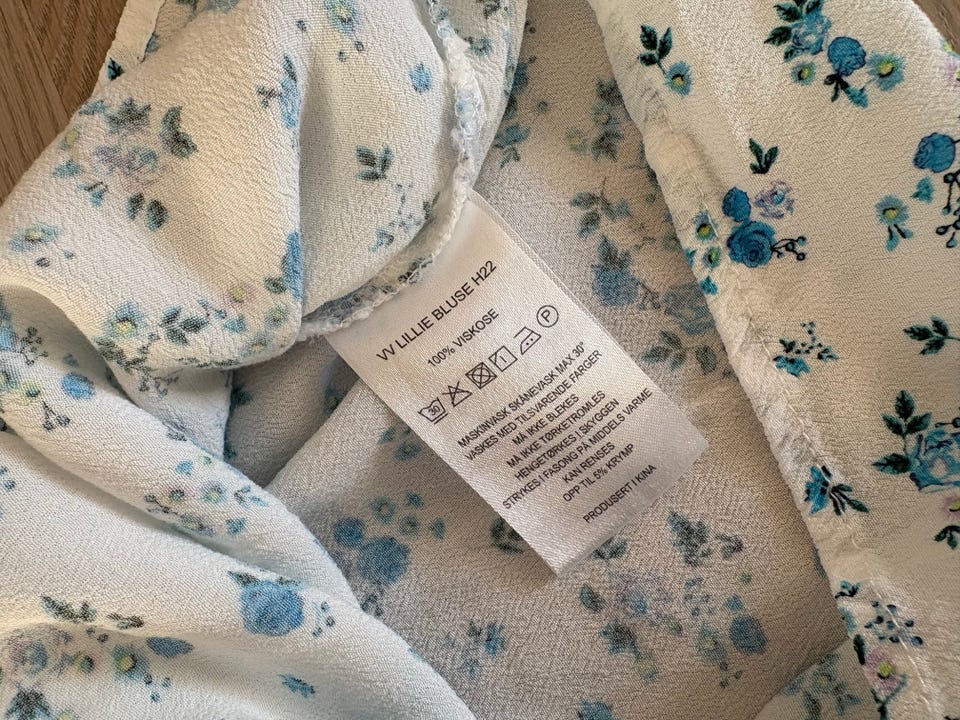 VV LILLIE BLUSE H22
100% VISKOSE
30 P
MASKINVASK SKÅNEVASK MAX 30°
VASKES MED TILSVARENDE FARGER
MÅ IKKE BLEKES
MÅ IKKE TØRKETROMLES
HENGETØRKES I SKYGGEN
STRYKES I FASONG PÅ MIDDELS VARME
KAN RENSES
OPP TIL 5% KRYMP
PRODUSERT I KINA